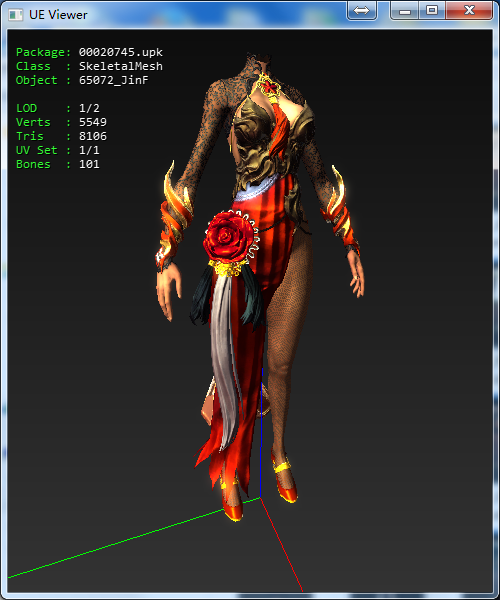 UE Viewer
Package: 00020745.upk
Class : SkeletalMesh
Object : 65072_JinF
LOD : 1/2
Verts : 5549
Tris : 8106
UV Set : 1/1
Bones : 101